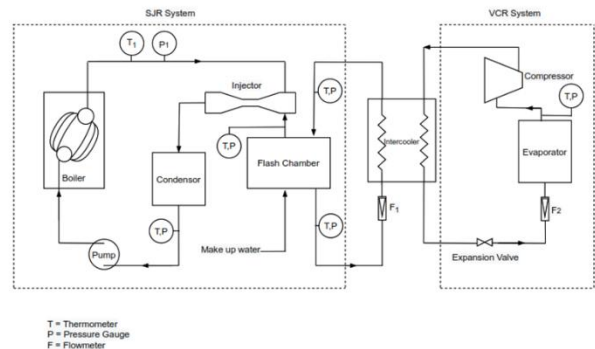 SJR System
VCR System
T1
P1
Injector
Compressor
T,P
T,P
T,P
Intercooler
Boiler
Condensor
Flash Chamber
Evaporator
T,P
T,P
F1
F2
Pump
Make up water
Expansion Valve
T = Thermometer
P = Pressure Gauge
F = Flowmeter